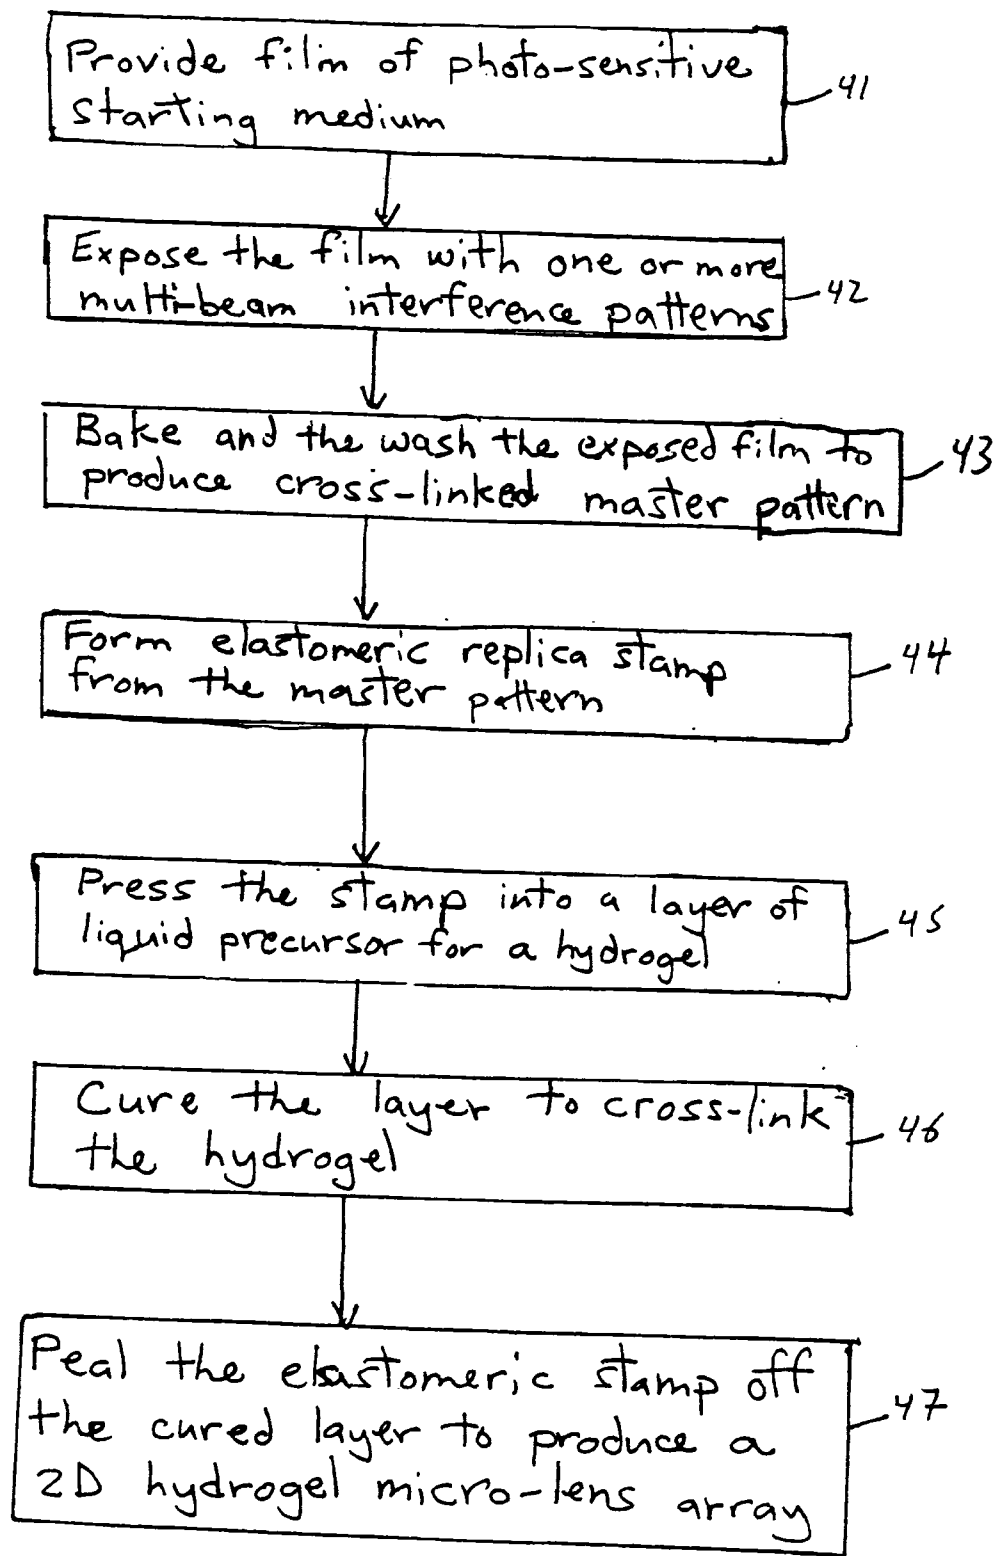 Provide film of photo-sensitive
starting medium
41
Expose the film with one or more
multi-beam interference patterns
42
Bake and the wash the exposed film to
produce cross-linked master pattern
43
Form elastomeric replica stamp
from the master pattern
44
Press the stamp into a layer of
liquid precursor for a hydrogel
45
Cure the layer to cross-link
the hydrogel
46
Peal the elastomeric stamp off
the cured layer to produce a
2D hydrogel micro-lens array
47